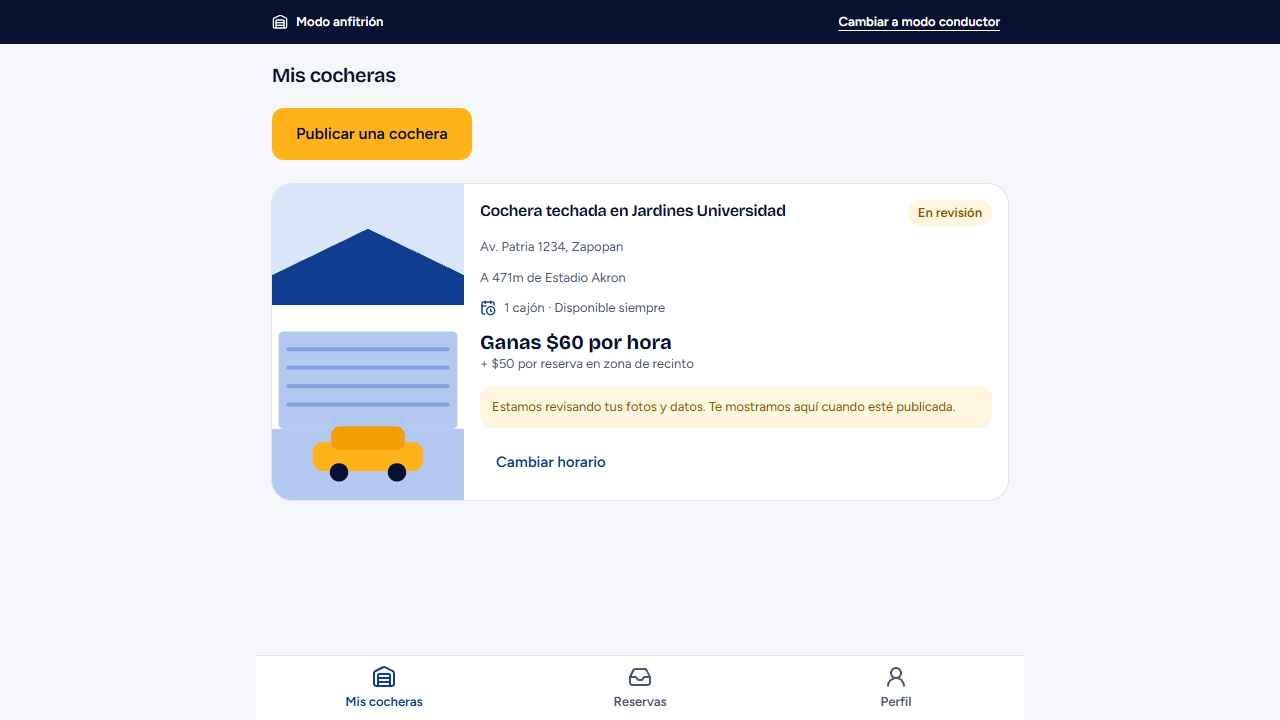 Modo anfitrión
Cambiar a modo conductor
Mis cocheras
Publicar una cochera
Cochera techada en Jardines Universidad
En revisión
Av. Patria 1234, Zapopan
A 471m de Estadio Akron
1 cajón · Disponible siempre
Ganas $60 por hora
+ $50 por reserva en zona de recinto
Estamos revisando tus fotos y datos. Te mostramos aquí cuando esté publicada.
Cambiar horario
Mis cocheras
Reservas
Perfil